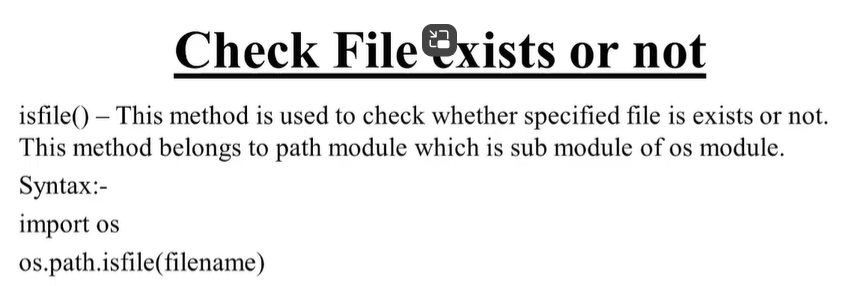 Check File exists or not
isfile() – This method is used to check whether specified file is exists or not.
This method belongs to path module which is sub module of os module.
Syntax:-
import os
os.path.isfile(filename)